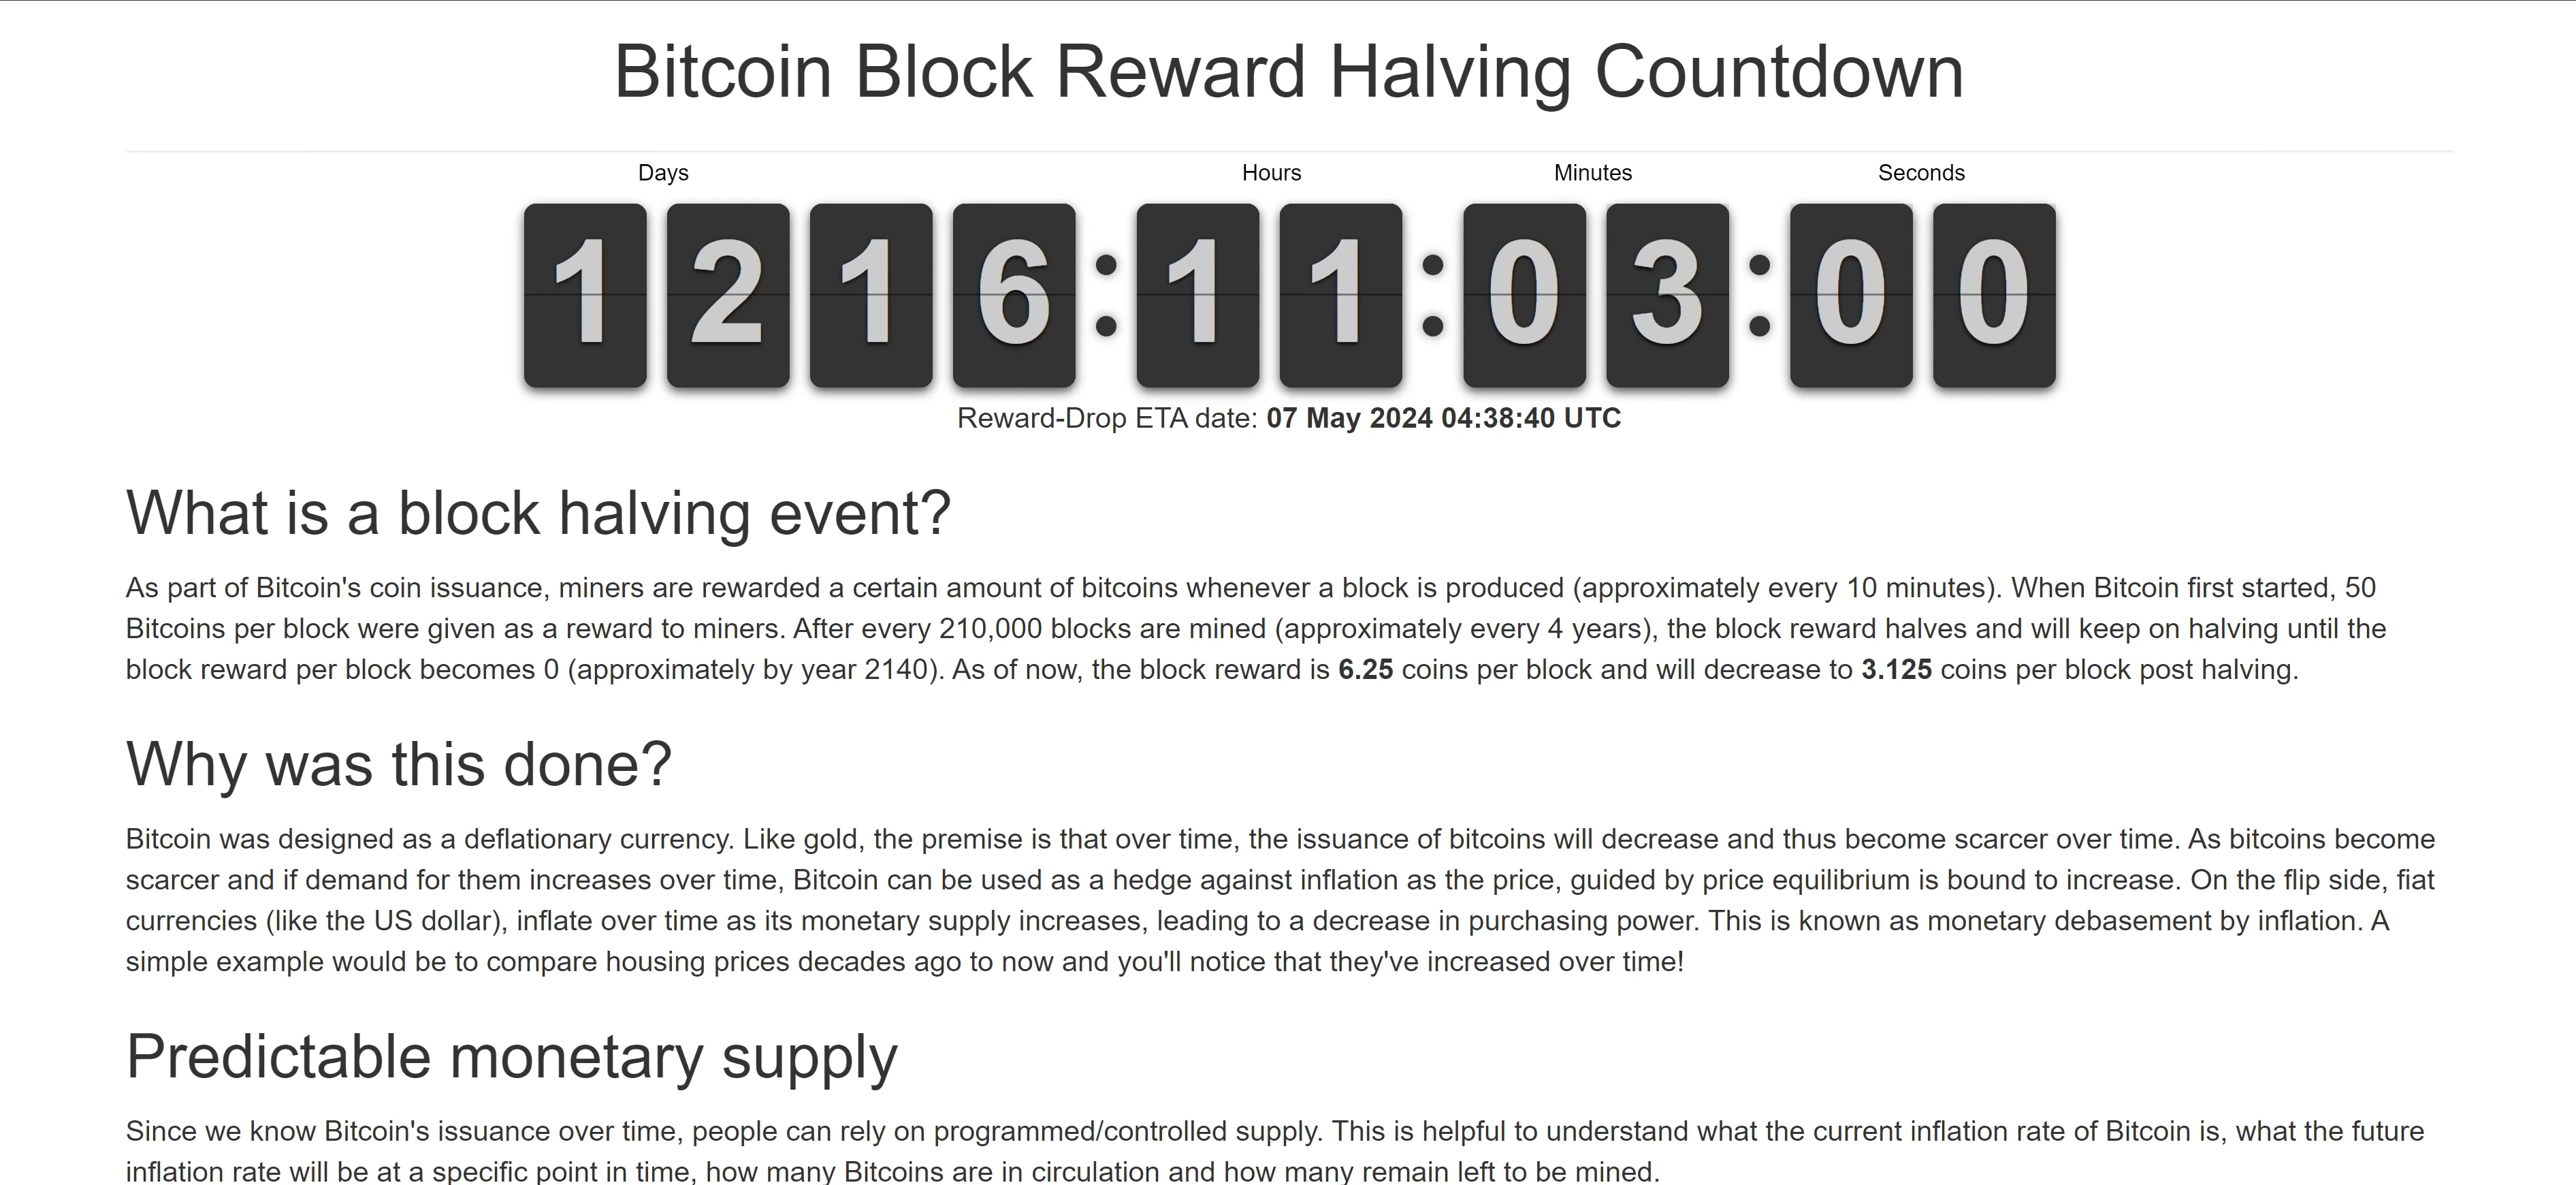 Bitcoin Block Reward Halving Countdown
Days Hours Minutes Seconds
1216:11:03:00
Reward-Drop ETA date: 07 May 2024 04:38:40 UTC
What is a block halving event?
As part of Bitcoin's coin issuance, miners are rewarded a certain amount of bitcoins whenever a block is produced (approximately every 10 minutes). When Bitcoin first started, 50
Bitcoins per block were given as a reward to miners. After every 210,000 blocks are mined (approximately every 4 years), the block reward halves and will keep on halving until the
block reward per block becomes 0 (approximately by year 2140). As of now, the block reward is 6.25 coins per block and will decrease to 3.125 coins per block post halving.
Why was this done?
Bitcoin was designed as a deflationary currency. Like gold, the premise is that over time, the issuance of bitcoins will decrease and thus become scarcer over time. As bitcoins become
scarcer and if demand for them increases over time, Bitcoin can be used as a hedge against inflation as the price, guided by price equilibrium is bound to increase. On the flip side, fiat
currencies (like the US dollar), inflate over time as its monetary supply increases, leading to a decrease in purchasing power. This is known as monetary debasement by inflation. A
simple example would be to compare housing prices decades ago to now and you'll notice that they've increased over time!
Predictable monetary supply
Since we know Bitcoin's issuance over time, people can rely on programmed/controlled supply. This is helpful to understand what the current inflation rate of Bitcoin is, what the future
inflation rate will be at a specific point in time, how many Bitcoins are in circulation and how many remain left to be mined.